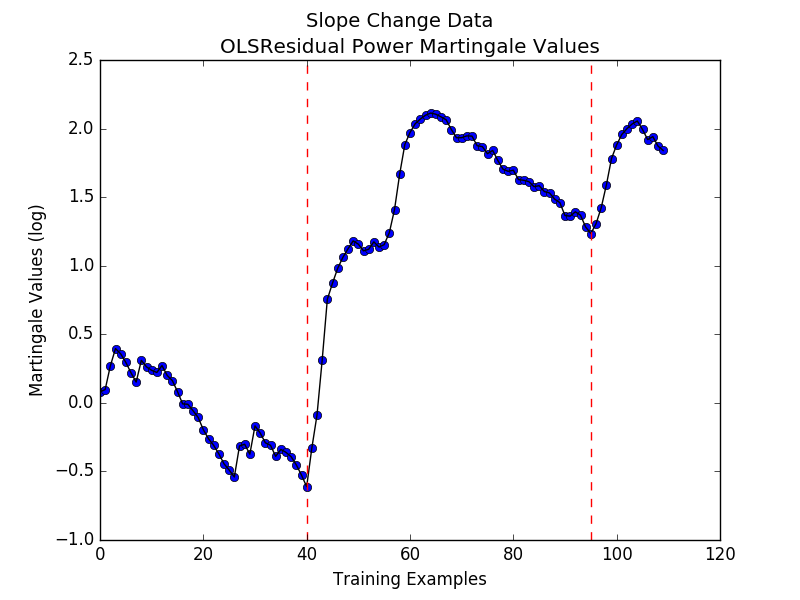 Slope Change Data
OLSResidual Power Martingale Values
2.5
2.0
1.5
1.0
0.5
0.0
−0.5
−1.0
Martingale Values (log)
0 20 40 60 80 100 120
Training Examples